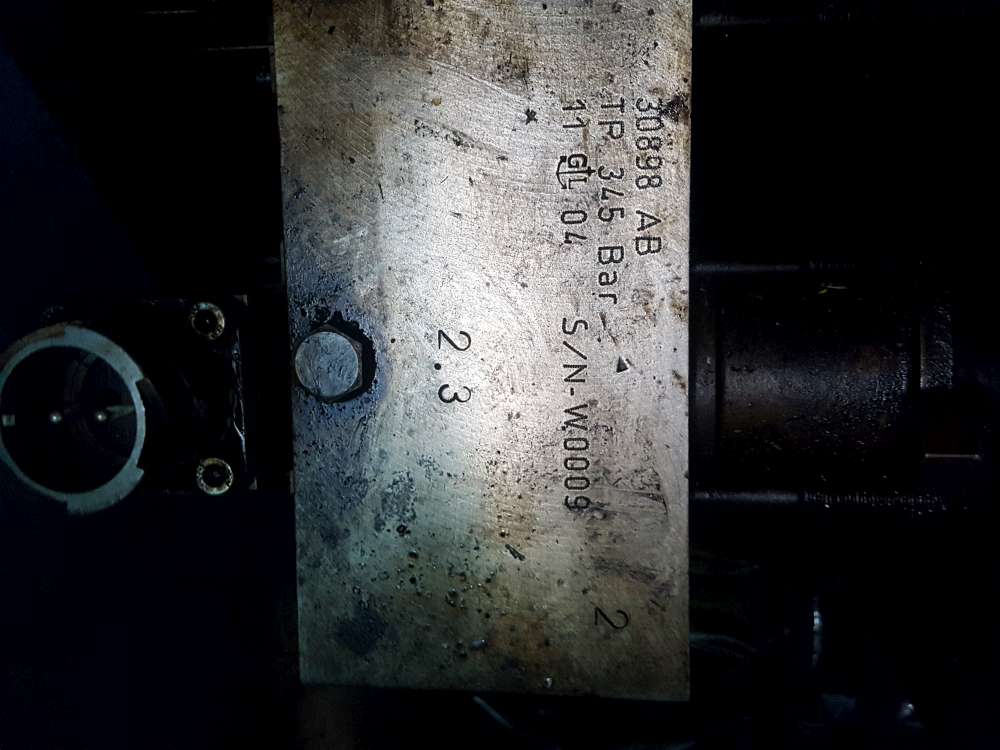 30898 AB
TP 345 Bar
11 GL 04 S/N-W0009
2.3
2